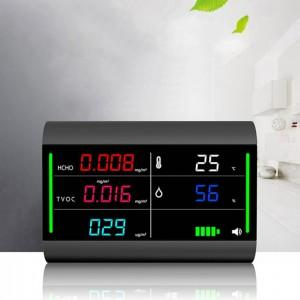 HCHO 0.008 mg/m³ 25 ℃
mg/m³
TVOC 0.016 56 %
029 ug/m³